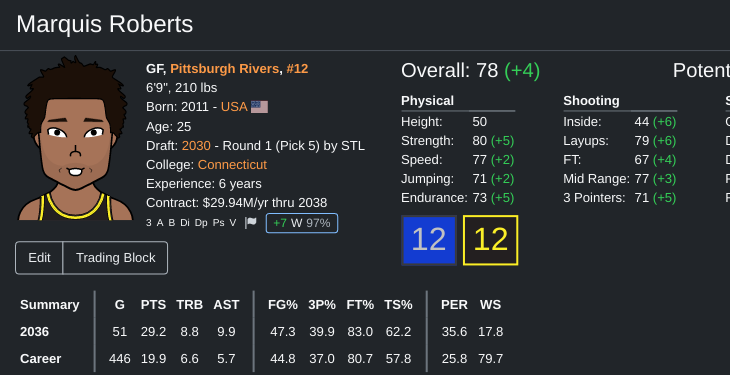 Marquis Roberts
GF, Pittsburgh Rivers, #12
6'9", 210 lbs
Born: 2011 - USA
Age: 25
Draft: 2030 - Round 1 (Pick 5) by STL
College: Connecticut
Experience: 6 years
Contract: $29.94M/yr thru 2038
3 A B Di Dp Ps V +7 W 97%
Edit Trading Block
Overall: 78 (+4)
Physical
Height: 50
Strength: 80 (+5)
Speed: 77 (+2)
Jumping: 71 (+2)
Endurance: 73 (+5)
12 12
Shooting
Inside: 44 (+6)
Layups: 79 (+6)
FT: 67 (+4)
Mid Range: 77 (+3)
3 Pointers: 71 (+5)
Potent
Summary G PTS TRB AST FG% 3P% FT% TS% PER WS
2036 51 29.2 8.8 9.9 47.3 39.9 83.0 62.2 35.6 17.8
Career 446 19.9 6.6 5.7 44.8 37.0 80.7 57.8 25.8 79.7